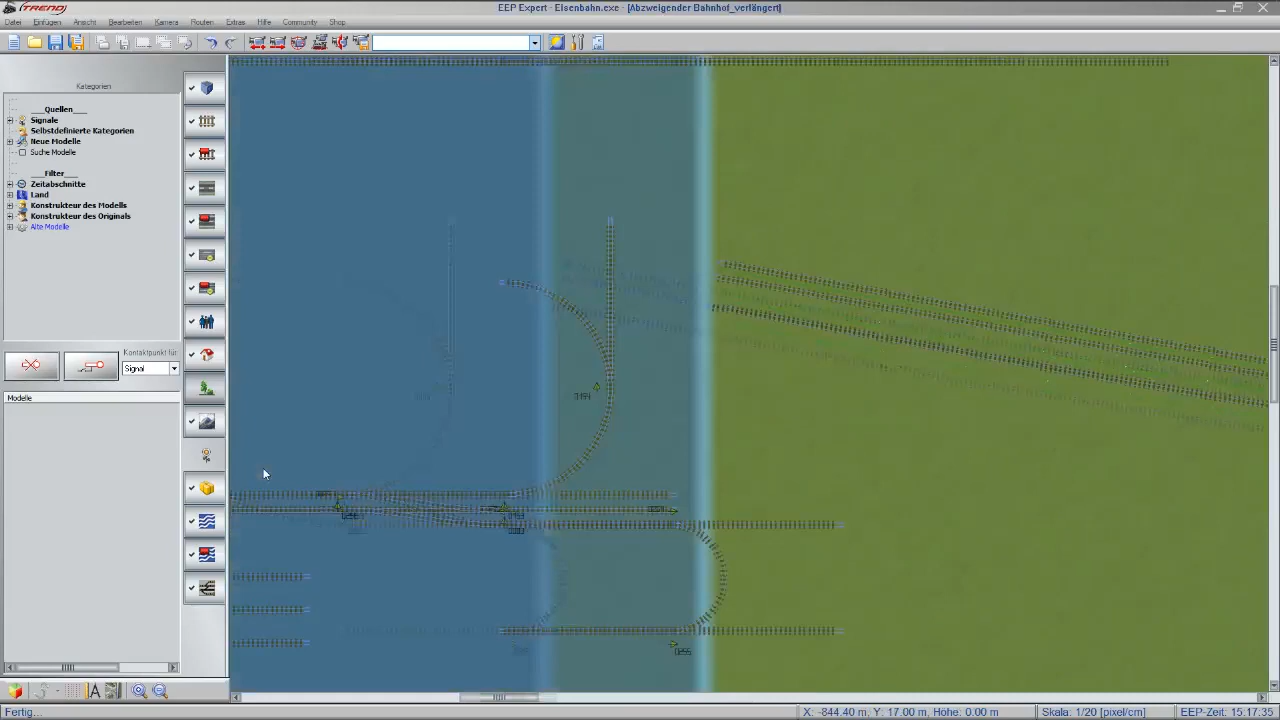 TREND
EEP Expert - Eisenbahn.exe - [Abzweigender Bahnhof_verlängert]
Datei Einfügen Ansicht Bearbeiten Kamera Routen Extras Hilfe Community Shop
Kategorien
___Quellen___
Signale
Selbstdefinierte Kategorien
Neue Modelle
Suche Modelle
___Filter___
Zeitabschnitte
Land
Konstrukteur des Modells
Konstrukteur des Originals
Alte Modelle
Kontaktpunkt für
Signal
Modelle
Fertig...
X: -844.40 m, Y: 17.00 m, Höhe: 0.00 m
Skala: 1/20 [pixel/cm]
EEP-Zeit: 15:17.35